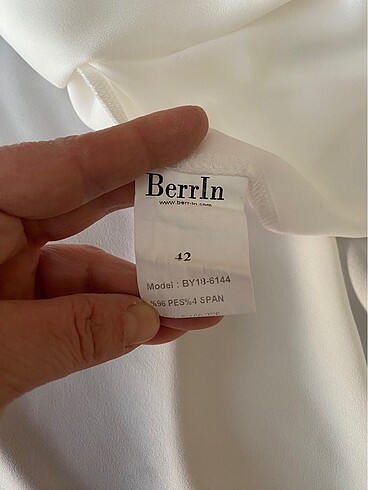 BerrIn
www.berr-in.com
42
Model : BY18-6144
%96 PES%4 SPAN